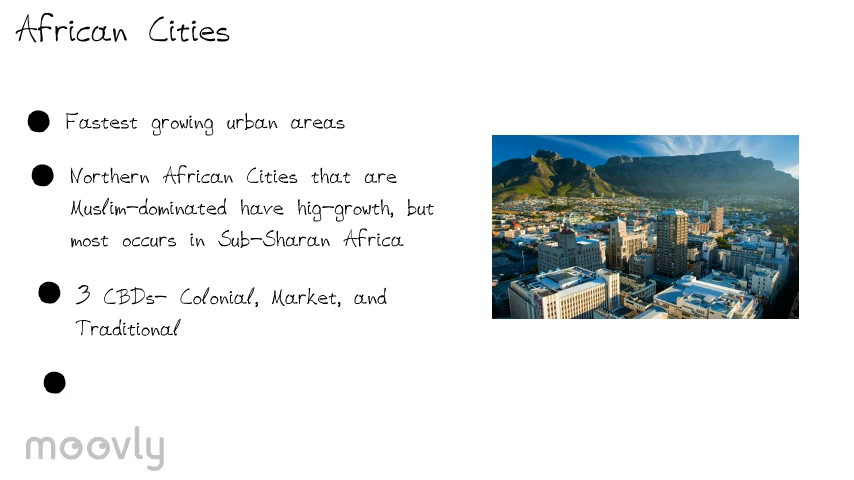 African Cities
Fastest growing urban areas
Northern African Cities that are
Muslim-dominated have hig-growth, but
most occurs in Sub-Sharan Africa
3 CBDs- Colonial, Market, and
Traditional
moovly